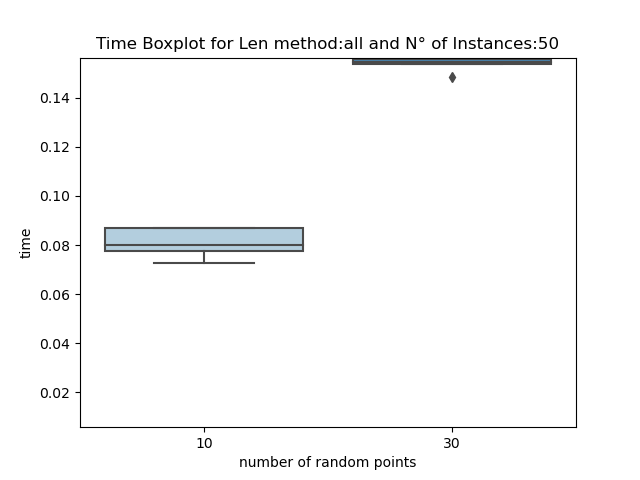 Time Boxplot for Len method:all and N° of Instances:50
0.14
0.12
0.10
0.08
0.06
0.04
0.02
time
10 30
number of random points